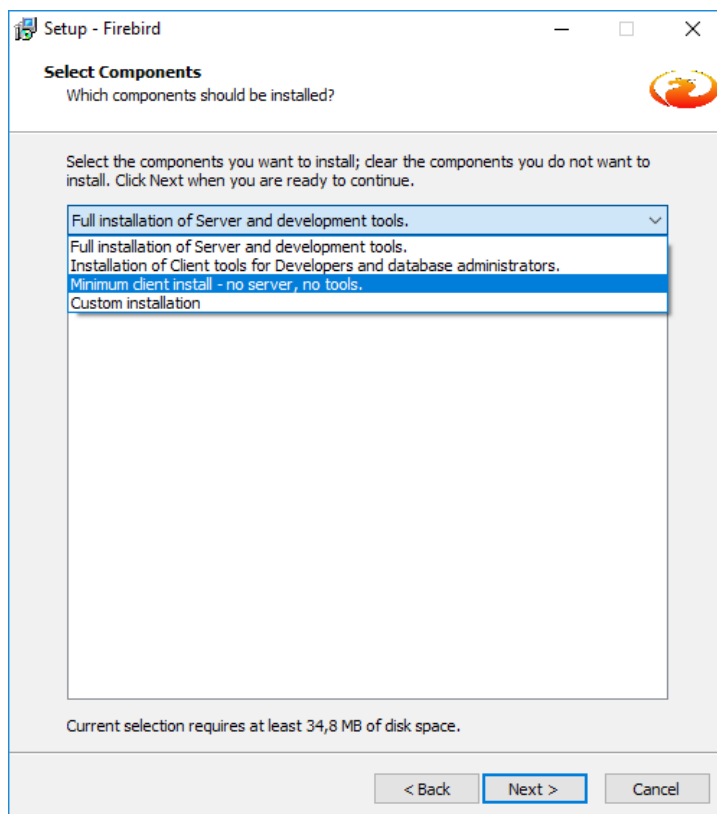 Setup - Firebird
Select Components
Which components should be installed?
Select the components you want to install; clear the components you do not want to
install. Click Next when you are ready to continue.
Full installation of Server and development tools.
Full installation of Server and development tools.
Installation of Client tools for Developers and database administrators.
Minimum client install - no server, no tools.
Custom installation
Current selection requires at least 34,8 MB of disk space.
< Back
Next >
Cancel